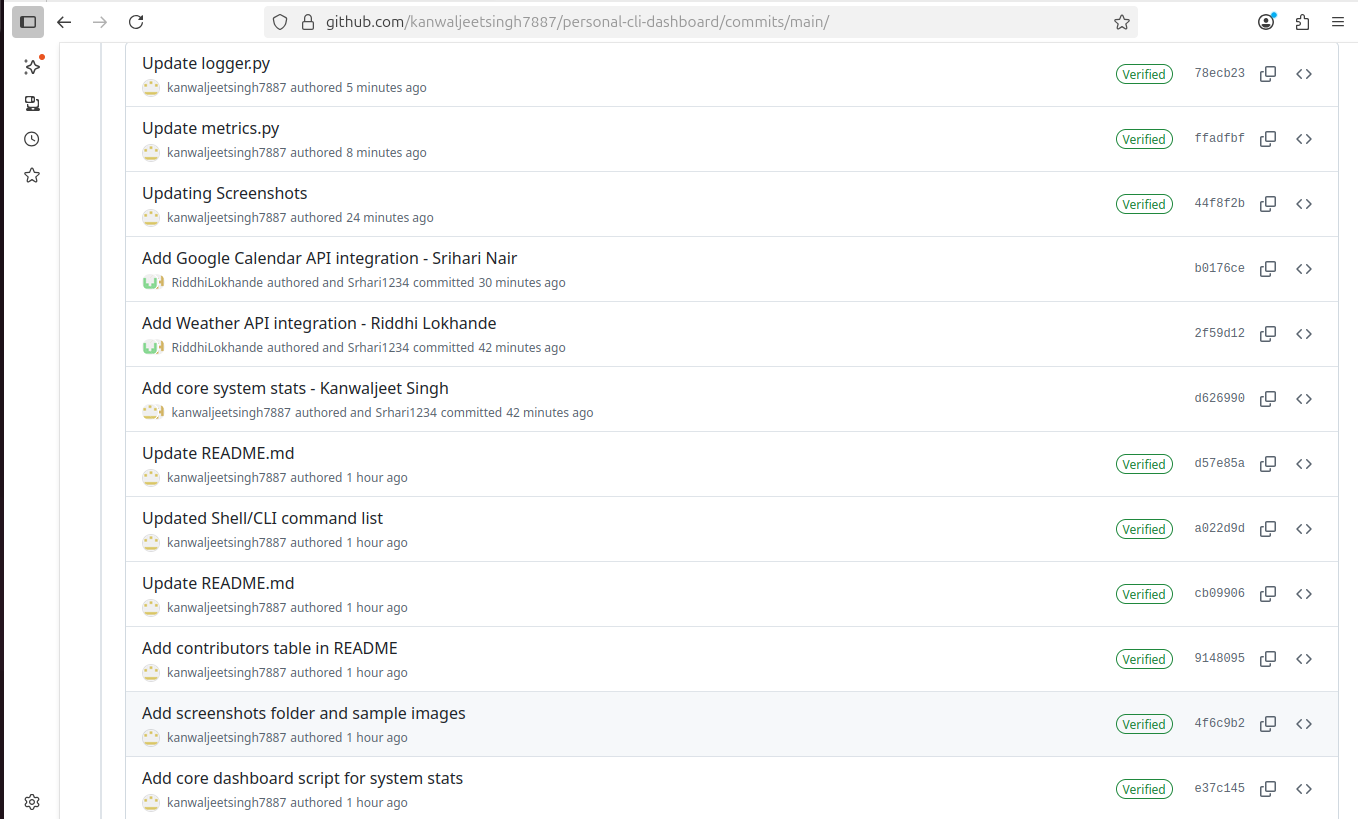 github.com/kanwaljeetsingh7887/personal-cli-dashboard/commits/main/
Update logger.py
kanwaljeetsingh7887 authored 5 minutes ago
Verified 78ecb23
Update metrics.py
kanwaljeetsingh7887 authored 8 minutes ago
Verified ffadfbf
Updating Screenshots
kanwaljeetsingh7887 authored 24 minutes ago
Verified 44f8f2b
Add Google Calendar API integration - Srihari Nair
RiddhiLokhande authored and Srhari1234 committed 30 minutes ago
b0176ce
Add Weather API integration - Riddhi Lokhande
RiddhiLokhande authored and Srhari1234 committed 42 minutes ago
2f59d12
Add core system stats - Kanwaljeet Singh
kanwaljeetsingh7887 authored and Srhari1234 committed 42 minutes ago
d626990
Update README.md
kanwaljeetsingh7887 authored 1 hour ago
Verified d57e85a
Updated Shell/CLI command list
kanwaljeetsingh7887 authored 1 hour ago
Verified a022d9d
Update README.md
kanwaljeetsingh7887 authored 1 hour ago
Verified cb09906
Add contributors table in README
kanwaljeetsingh7887 authored 1 hour ago
Verified 9148095
Add screenshots folder and sample images
kanwaljeetsingh7887 authored 1 hour ago
Verified 4f6c9b2
Add core dashboard script for system stats
kanwaljeetsingh7887 authored 1 hour ago
Verified e37c145